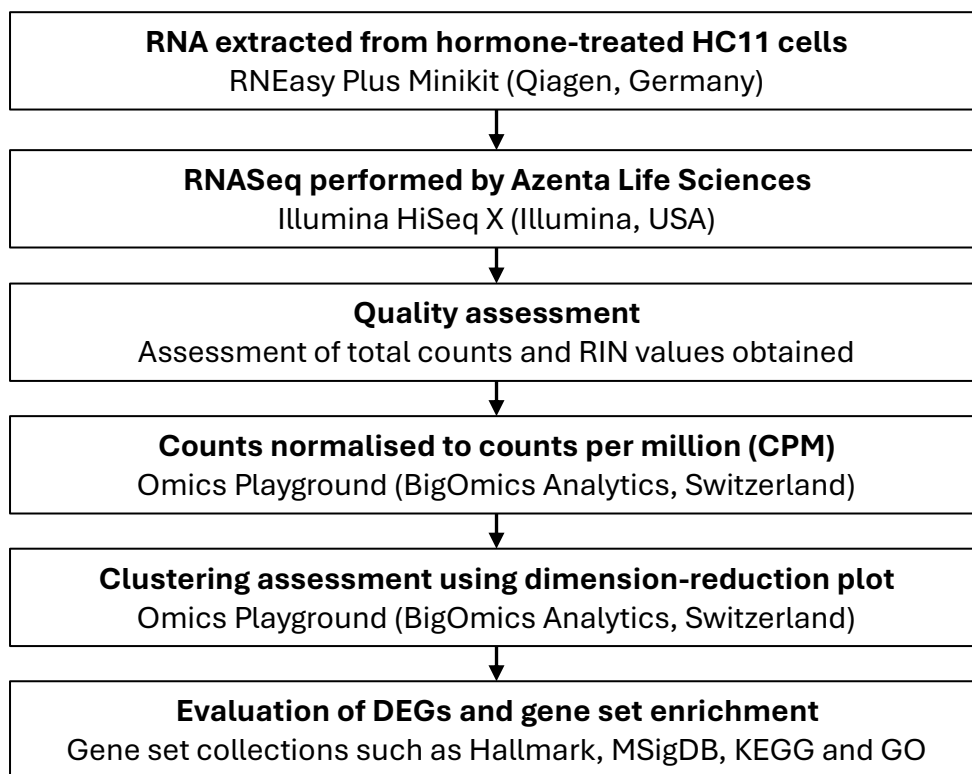 RNA extracted from hormone-treated HC11 cells
RNEasy Plus Minikit (Qiagen, Germany)
RNASeq performed by Azenta Life Sciences
Illumina HiSeq X (Illumina, USA)
Quality assessment
Assessment of total counts and RIN values obtained
Counts normalised to counts per million (CPM)
Omics Playground (BigOmics Analytics, Switzerland)
Clustering assessment using dimension-reduction plot
Omics Playground (BigOmics Analytics, Switzerland)
Evaluation of DEGs and gene set enrichment
Gene set collections such as Hallmark, MSigDB, KEGG and GO